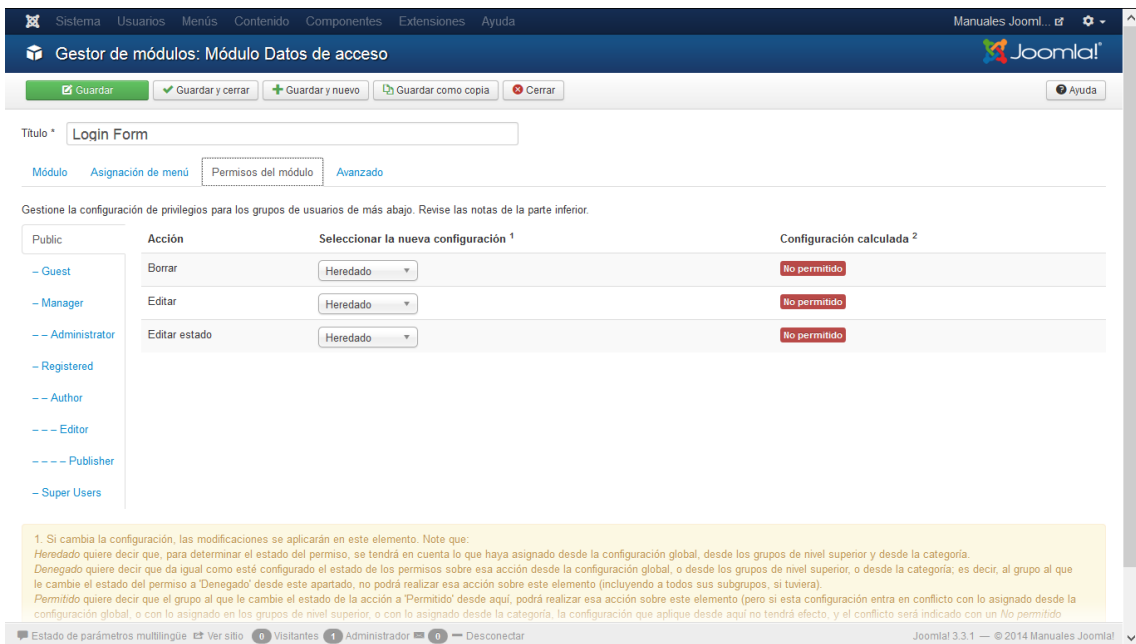 Sistema Usuarios Menús Contenido Componentes Extensiones Ayuda Manuales Jooml...
Gestor de módulos: Módulo Datos de acceso Joomla!
Guardar Guardar y cerrar Guardar y nuevo Guardar como copia Cerrar Ayuda
Título * Login Form
Módulo Asignación de menú Permisos del módulo Avanzado
Gestione la configuración de privilegios para los grupos de usuarios de más abajo. Revise las notas de la parte inferior.
Public Acción Seleccionar la nueva configuración 1 Configuración calculada 2
– Guest Borrar Heredado No permitido
– Manager Editar Heredado No permitido
– – Administrator Editar estado Heredado No permitido
– Registered
– – Author
– – – Editor
– – – – Publisher
– Super Users
1. Si cambia la configuración, las modificaciones se aplicarán en este elemento. Note que:
Heredado quiere decir que, para determinar el estado del permiso, se tendrá en cuenta lo que haya asignado desde la configuración global, desde los grupos de nivel superior y desde la categoría.
Denegado quiere decir que da igual como esté configurado el estado de los permisos sobre esa acción desde la configuración global, o desde los grupos de nivel superior, o desde la categoría; es decir, al grupo al que
le cambie el estado del permiso a 'Denegado' desde este apartado, no podrá realizar esa acción sobre este elemento (incluyendo a todos sus subgrupos, si tuviera).
Permitido quiere decir que el grupo al que le cambie el estado de la acción a 'Permitido' desde aquí, podrá realizar esa acción sobre este elemento (pero si esta configuración entra en conflicto con lo asignado desde la
configuración global, o con lo asignado en los grupos de nivel superior, o con lo asignado desde la categoría, la configuración que aplique desde aquí no tendrá efecto, y el conflicto será indicado con un No permitido
Estado de parámetros multilingüe Ver sitio 0 Visitantes 1 Administrador 0 Desconectar Joomla! 3.3.1 — © 2014 Manuales Joomla!